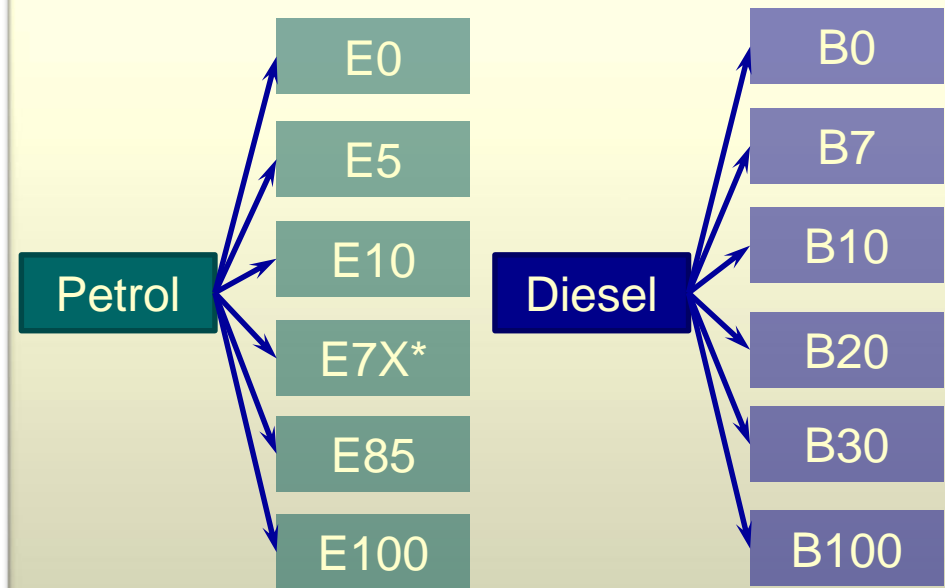 Petrol
E0
E5
E10
E7X*
E85
E100
Diesel
B0
B7
B10
B20
B30
B100